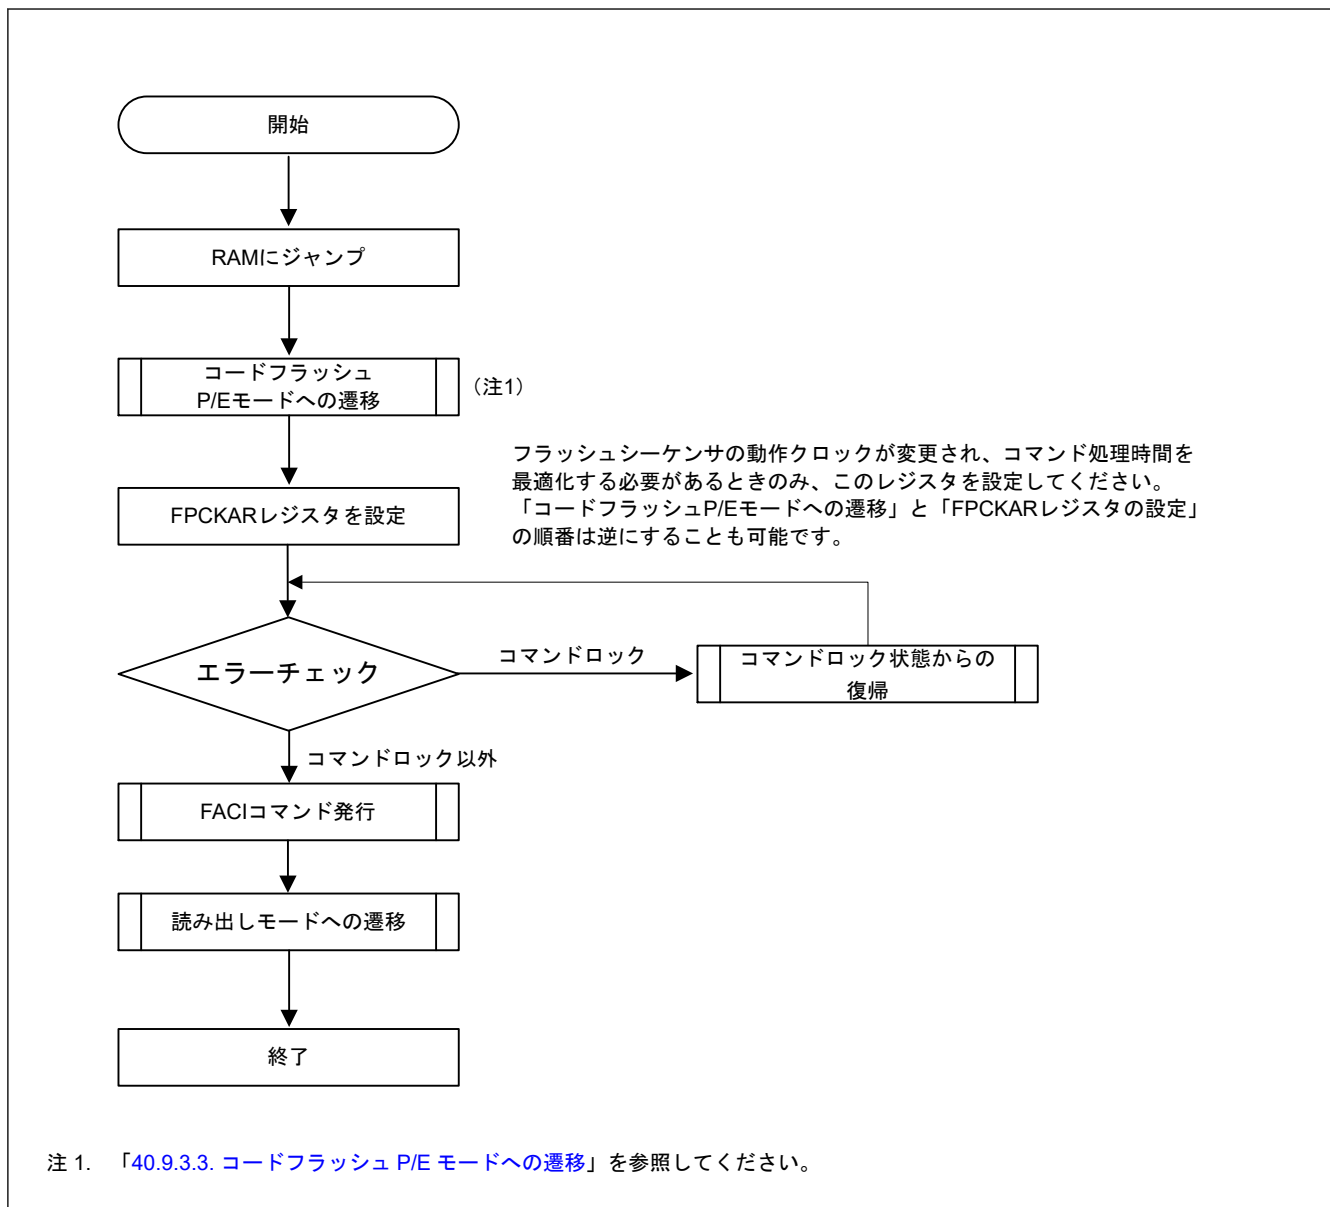 開始
RAMにジャンプ
コードフラッシュ
P/Eモードへの遷移
（注1）
フラッシュシーケンサの動作クロックが変更され、コマンド処理時間を
最適化する必要があるときのみ、このレジスタを設定してください。
「コードフラッシュP/Eモードへの遷移」と「FPCKARレジスタの設定」
の順番は逆にすることも可能です。
FPCKARレジスタを設定
エラーチェック
コマンドロック
コマンドロック状態からの
復帰
コマンドロック以外
FACIコマンド発行
読み出しモードへの遷移
終了
注 1. 「40.9.3.3. コードフラッシュ P/E モードへの遷移」を参照してください。